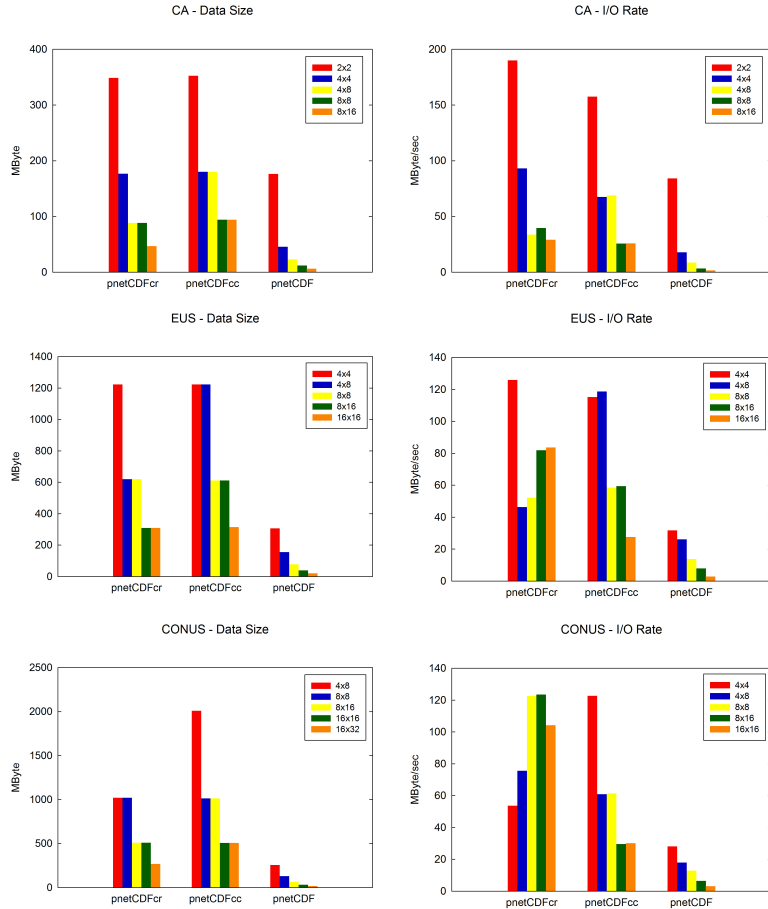 CA - Data Size
400
300
200
100
0
MByte
2x2
4x4
4x8
8x8
8x16
pnetCDFcr
pnetCDFcc
pnetCDF
CA - I/O Rate
200
150
100
50
0
MByte/sec
2x2
4x4
4x8
8x8
8x16
pnetCDFcr
pnetCDFcc
pnetCDF
EUS - Data Size
1400
1200
1000
800
600
400
200
0
MByte
4x4
4x8
8x8
8x16
16x16
pnetCDFcr
pnetCDFcc
pnetCDF
EUS - I/O Rate
140
120
100
80
60
40
20
0
MByte/sec
4x4
4x8
8x8
8x16
16x16
pnetCDFcr
pnetCDFcc
pnetCDF
CONUS - Data Size
2500
2000
1500
1000
500
0
MByte
4x8
8x8
8x16
16x16
16x32
pnetCDFcr
pnetCDFcc
pnetCDF
CONUS - I/O Rate
140
120
100
80
60
40
20
0
MByte/sec
4x4
4x8
8x8
8x16
16x16
pnetCDFcr
pnetCDFcc
pnetCDF